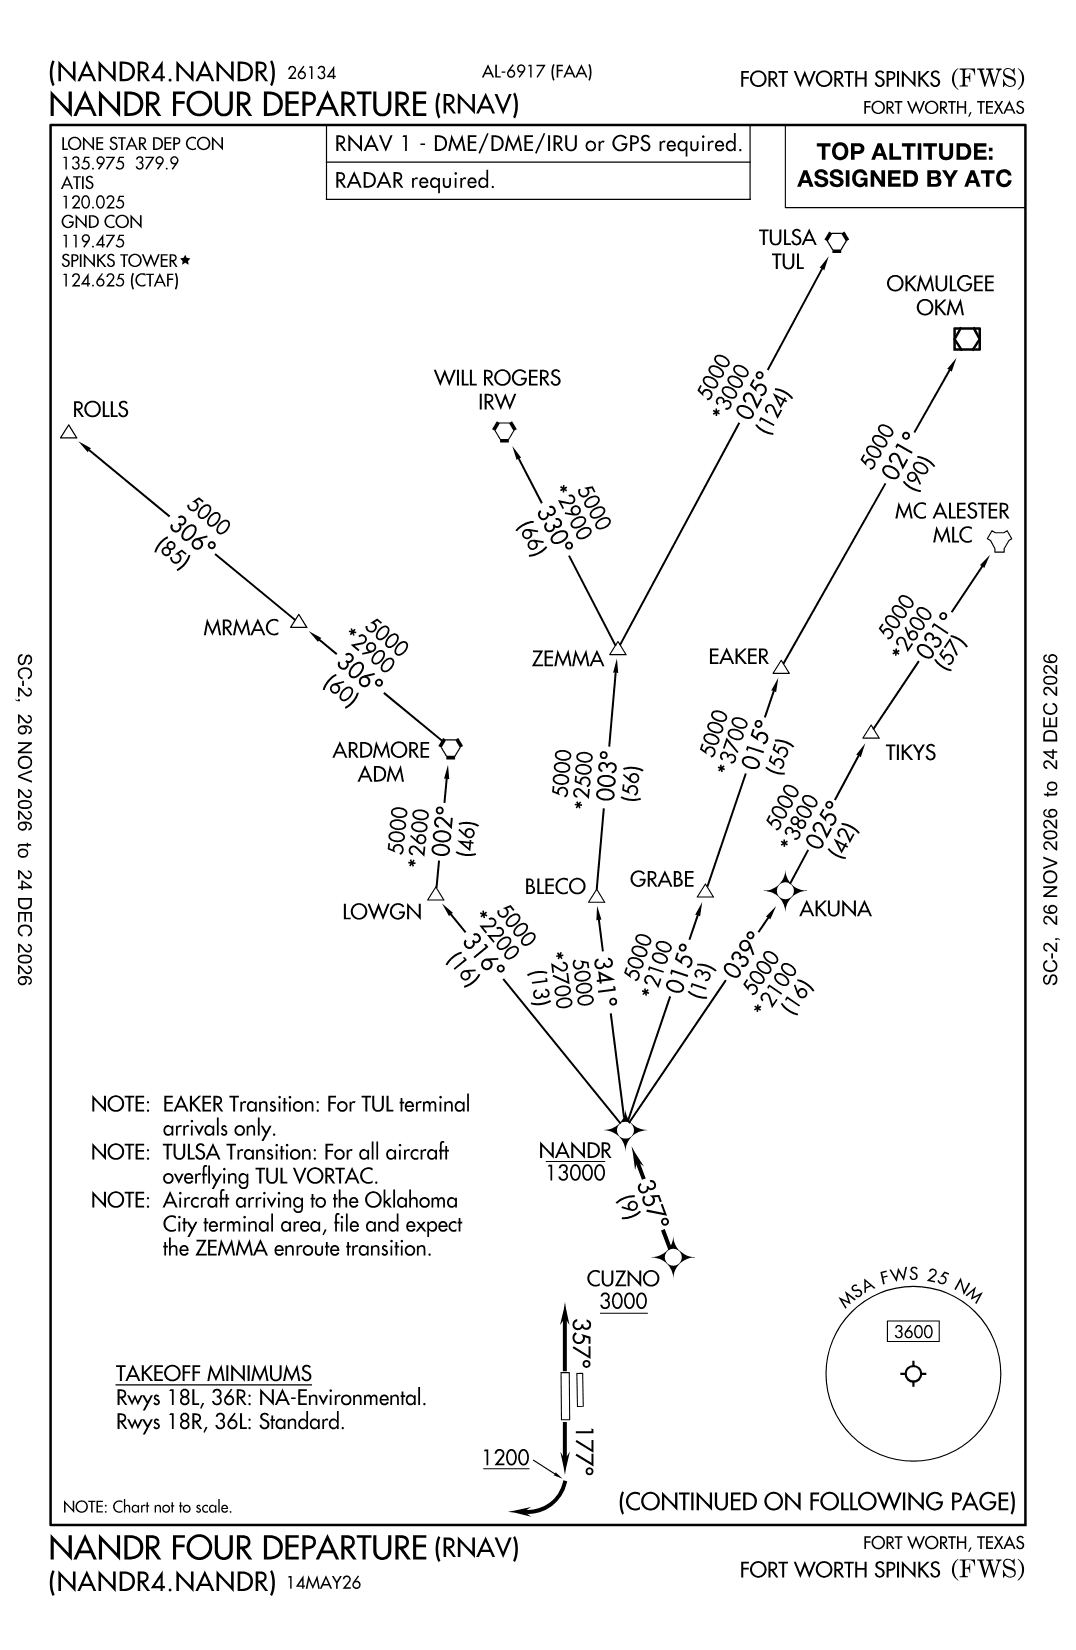 (NANDR4.NANDR) 26134
AL-6917 (FAA)
FORT WORTH SPINKS (FWS)
NANDR FOUR DEPARTURE (RNAV)
FORT WORTH, TEXAS
LONE STAR DEP CON
135.975 379.9
ATIS
120.025
GND CON
119.475
SPINKS TOWER★
124.625 (CTAF)
RNAV 1 - DME/DME/IRU or GPS required.
RADAR required.
TOP ALTITUDE:
ASSIGNED BY ATC
TULSA
TUL
OKMULGEE
OKM
5000
*3000
025°
(124)
WILL ROGERS
IRW
ROLLS
5000
021°
(90)
5000
*2900
330°
(66)
5000
306°
(85)
MC ALESTER
MLC
MRMAC
5000
*2900
306°
(60)
ZEMMA
EAKER
5000
*2600
031°
(57)
ARDMORE
ADM
5000
*2500
003°
(56)
5000
*3700
015°
(55)
TIKYS
5000
*2600
002°
(46)
5000
*3800
025°
(42)
LOWGN
BLECO
GRABE
AKUNA
5000
*2200
316°
(16)
341°
5000
*2700
(13)
5000
*2100
015°
(13)
039°
5000
*2100
(16)
NOTE: EAKER Transition: For TUL terminal
arrivals only.
NOTE: TULSA Transition: For all aircraft
overflying TUL VORTAC.
NOTE: Aircraft arriving to the Oklahoma
City terminal area, file and expect
the ZEMMA enroute transition.
NANDR
13000
357°
(9)
CUZNO
3000
MSA FWS 25 NM
3600
357°
177°
1200
TAKEOFF MINIMUMS
Rwys 18L, 36R: NA-Environmental.
Rwys 18R, 36L: Standard.
NOTE: Chart not to scale.
(CONTINUED ON FOLLOWING PAGE)
SC-2, 26 NOV 2026 to 24 DEC 2026
SC-2, 26 NOV 2026 to 24 DEC 2026
NANDR FOUR DEPARTURE (RNAV)
FORT WORTH, TEXAS
(NANDR4.NANDR) 14MAY26
FORT WORTH SPINKS (FWS)